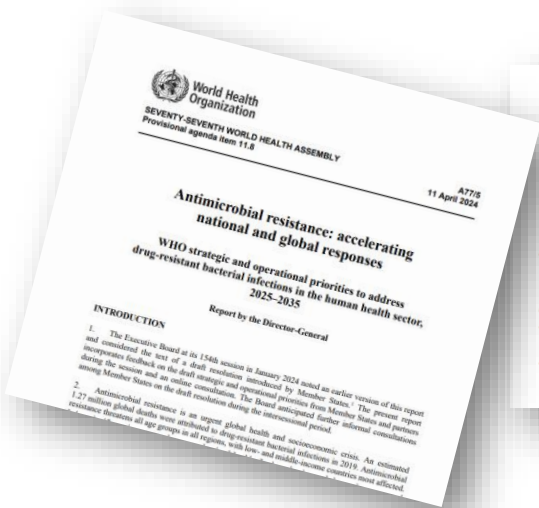 World Health
Organization
SEVENTY-SEVENTH WORLD HEALTH ASSEMBLY
Provisional agenda item 11.8
A77/5
11 April 2024
Antimicrobial resistance: accelerating
national and global responses
WHO strategic and operational priorities to address
drug-resistant bacterial infections in the human health sector,
2025–2035
Report by the Director-General
INTRODUCTION
1. The Executive Board at its 154th session in January 2024 noted an earlier version of this report
and considered the text of a draft resolution introduced by Member States.¹ The present report
incorporates feedback on the draft strategic and operational priorities from Member States and partners
during the session and an online consultation. The Board anticipated further informal consultations
among Member States on the draft resolution during the intersessional period.
2. Antimicrobial resistance is an urgent global health and socioeconomic crisis. An estimated
1.27 million global deaths were attributed to drug-resistant bacterial infections in 2019. Antimicrobial
resistance threatens all age groups in all regions, with low- and middle-income countries most affected.